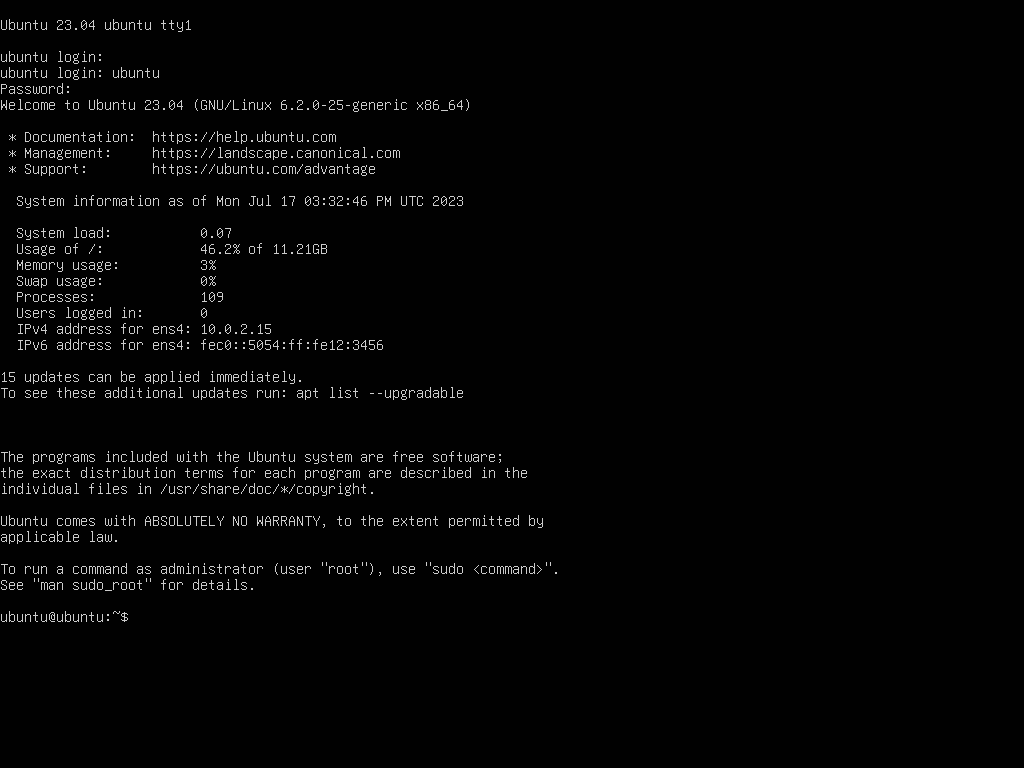 Ubuntu 23.04 ubuntu tty1
ubuntu login:
ubuntu login: ubuntu
Password:
Welcome to Ubuntu 23.04 (GNU/Linux 6.2.0-25-generic x86_64)
* Documentation:  https://help.ubuntu.com
* Management:     https://landscape.canonical.com
* Support:        https://ubuntu.com/advantage
System information as of Mon Jul 17 03:32:46 PM UTC 2023
System load:           0.07
Usage of /:            46.2% of 11.21GB
Memory usage:          3%
Swap usage:            0%
Processes:             109
Users logged in:       0
IPv4 address for ens4: 10.0.2.15
IPv6 address for ens4: fec0::5054:ff:fe12:3456
15 updates can be applied immediately.
To see these additional updates run: apt list --upgradable
The programs included with the Ubuntu system are free software;
the exact distribution terms for each program are described in the
individual files in /usr/share/doc/*/copyright.
Ubuntu comes with ABSOLUTELY NO WARRANTY, to the extent permitted by
applicable law.
To run a command as administrator (user "root"), use "sudo <command>".
See "man sudo_root" for details.
ubuntu@ubuntu:~$